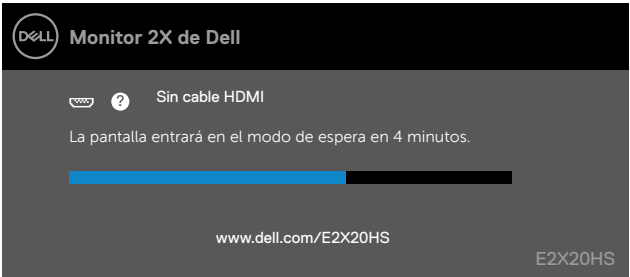 DELL
Monitor 2X de Dell
? Sin cable HDMI
La pantalla entrará en el modo de espera en 4 minutos.
www.dell.com/E2X20HS
E2X20HS